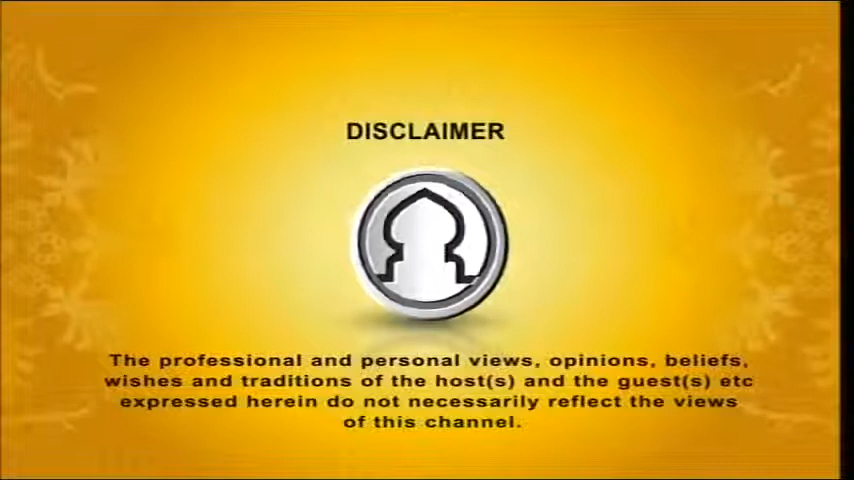 DISCLAIMER
The professional and personal views, opinions, beliefs,
wishes and traditions of the host(s) and the guest(s) etc
expressed herein do not necessarily reflect the views
of this channel.